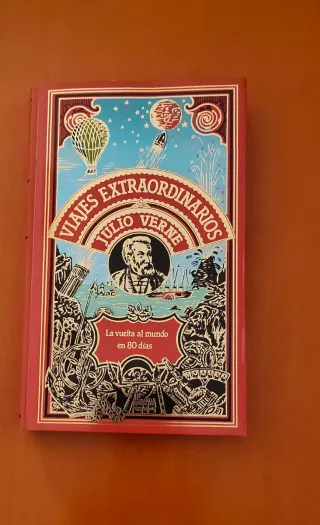 VIAJES EXTRAORDINARIOS
JULIO VERNE
La vuelta al mundo
en 80 días